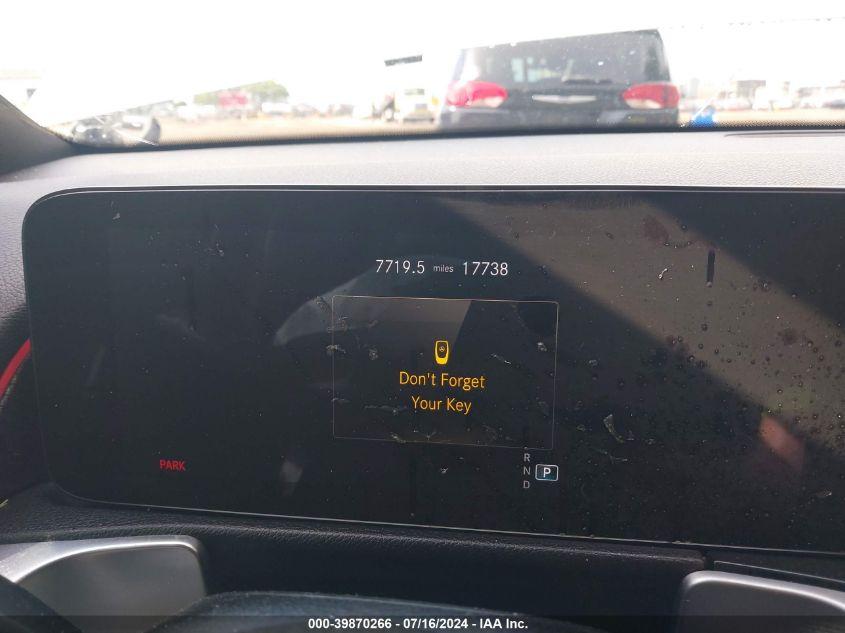 7719.5 miles 17738
Don't Forget
Your Key
R
N P
D
PARK
000-39870266 / 07/16/2024 - IAA Inc.